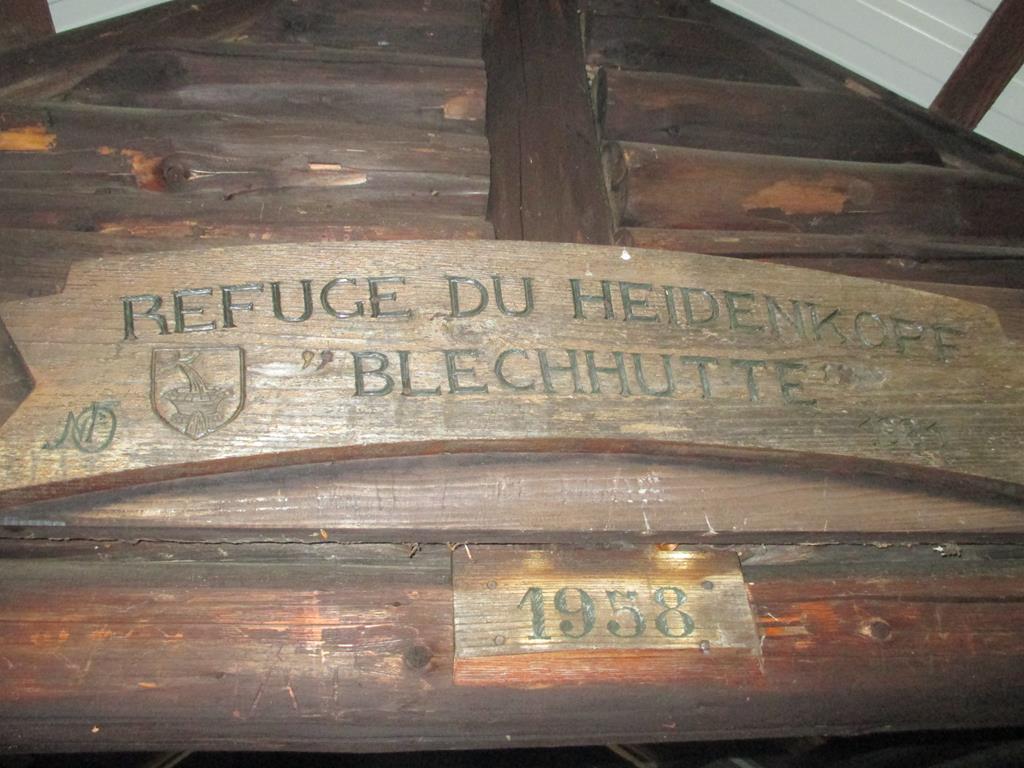 REFUGE DU HEIDENKOPF
"BLECHHUTTE"
1958